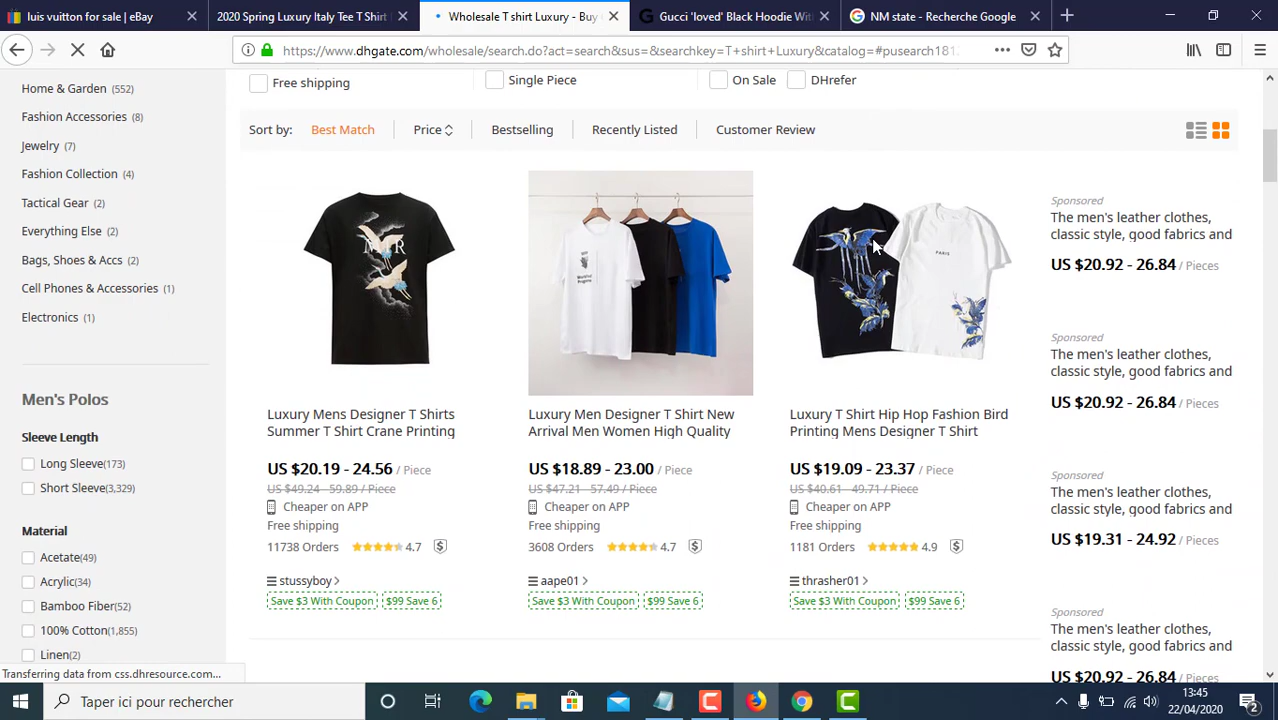 luis vuitton for sale | eBay
2020 Spring Luxury Italy Tee T Shirt
Wholesale T shirt Luxury - Buy
Gucci 'loved' Black Hoodie Wit
NM state - Recherche Google
https://www.dhgate.com/wholesale/search.do?act=search&sus=&searchkey=T+shirt+Luxury&catalog=#pusearch181
Free shipping
Single Piece
On Sale
DHrefer
Home & Garden (552)
Fashion Accessories (8)
Jewelry (7)
Fashion Collection (4)
Tactical Gear (2)
Everything Else (2)
Bags, Shoes & Accs (2)
Cell Phones & Accessories (1)
Electronics (1)
Men's Polos
Sleeve Length
Long Sleeve(173)
Short Sleeve(3,329)
Material
Acetate(49)
Acrylic(34)
Bamboo Fiber(52)
100% Cotton(1,855)
Linen(2)
Sort by: Best Match Price Bestselling Recently Listed Customer Review
PARIS
Luxury Mens Designer T Shirts
Summer T Shirt Crane Printing
US $20.19 - 24.56 / Piece
US $49.24 - 59.89 / Piece
Cheaper on APP
Free shipping
11738 Orders 4.7
stussyboy
Save $3 With Coupon $99 Save 6
Luxury Men Designer T Shirt New
Arrival Men Women High Quality
US $18.89 - 23.00 / Piece
US $47.21 - 57.49 / Piece
Cheaper on APP
Free shipping
3608 Orders 4.7
aape01
Save $3 With Coupon $99 Save 6
Luxury T Shirt Hip Hop Fashion Bird
Printing Mens Designer T Shirt
US $19.09 - 23.37 / Piece
US $40.61 - 49.71 / Piece
Cheaper on APP
Free shipping
1181 Orders 4.9
thrasher01
Save $3 With Coupon $99 Save 6
Sponsored
The men's leather clothes,
classic style, good fabrics and
US $20.92 - 26.84 / Pieces
Sponsored
The men's leather clothes,
classic style, good fabrics and
US $20.92 - 26.84 / Pieces
Sponsored
The men's leather clothes,
classic style, good fabrics and
US $19.31 - 24.92 / Pieces
Sponsored
The men's leather clothes,
classic style, good fabrics and
US $20.92 - 26.84 / Pieces
Transferring data from css.dhresource.com...
Taper ici pour rechercher
13:45
22/04/2020
2